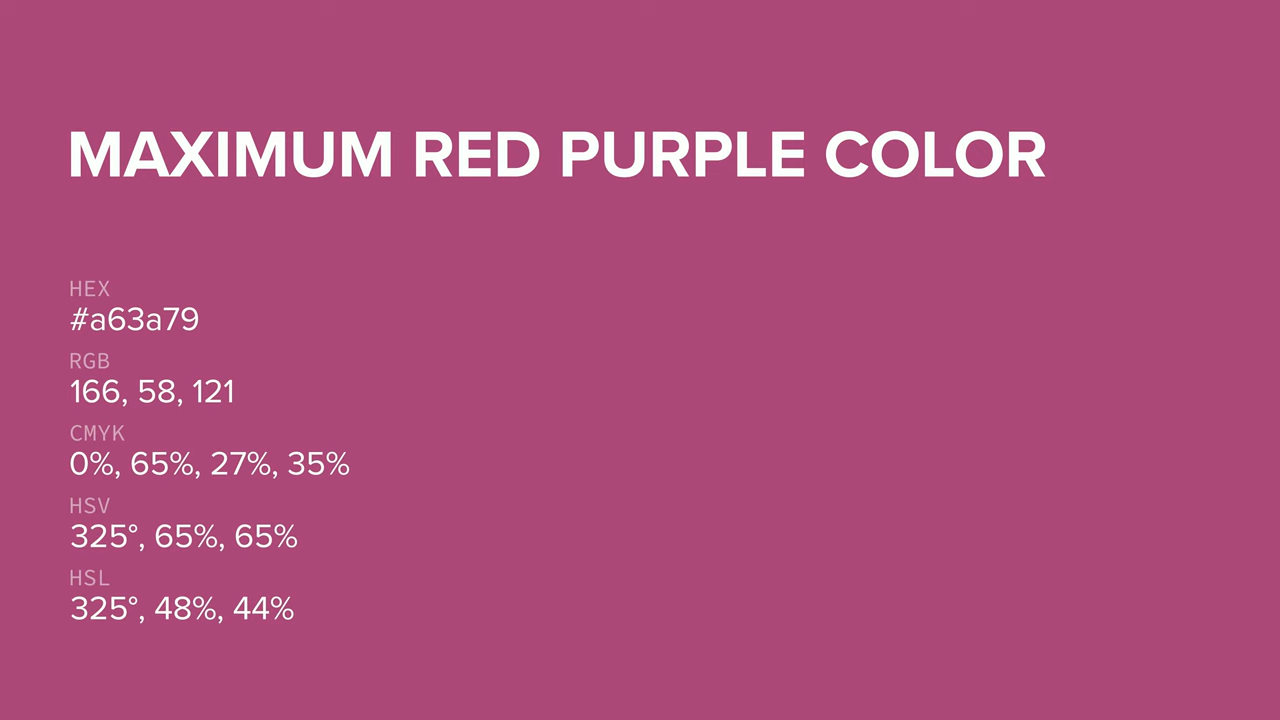 MAXIMUM RED PURPLE COLOR
HEX
#a63a79
RGB
166, 58, 121
CMYK
0%, 65%, 27%, 35%
HSV
325°, 65%, 65%
HSL
325°, 48%, 44%